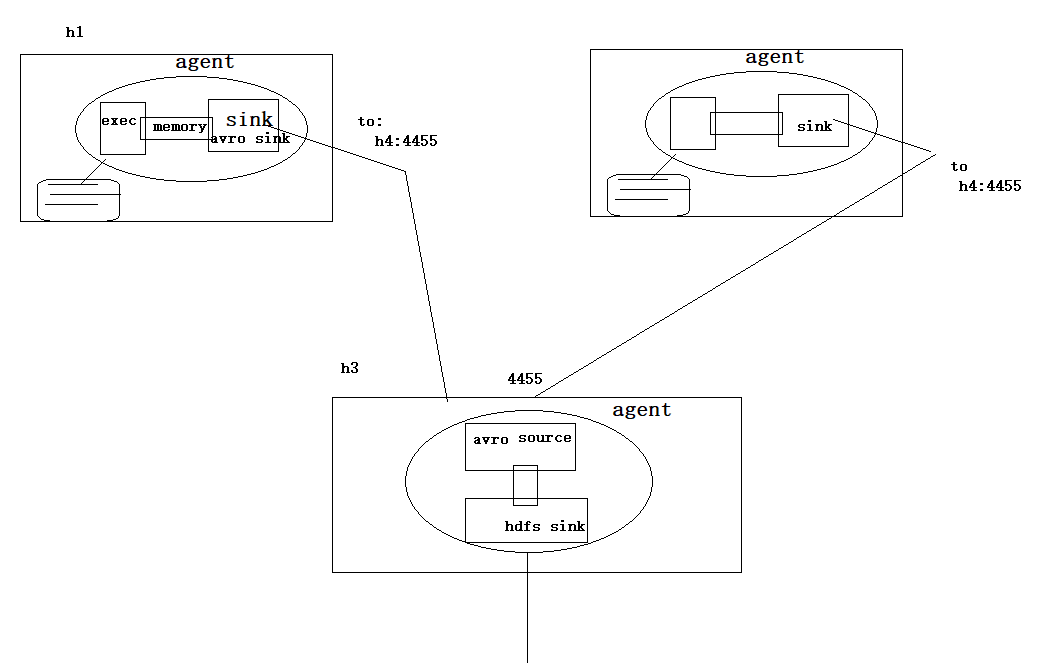 h1
agent
exec
memory
sink
avro sink
to:
h4:4455
agent
sink
to
h4:4455
h3
4455
agent
avro source
hdfs sink